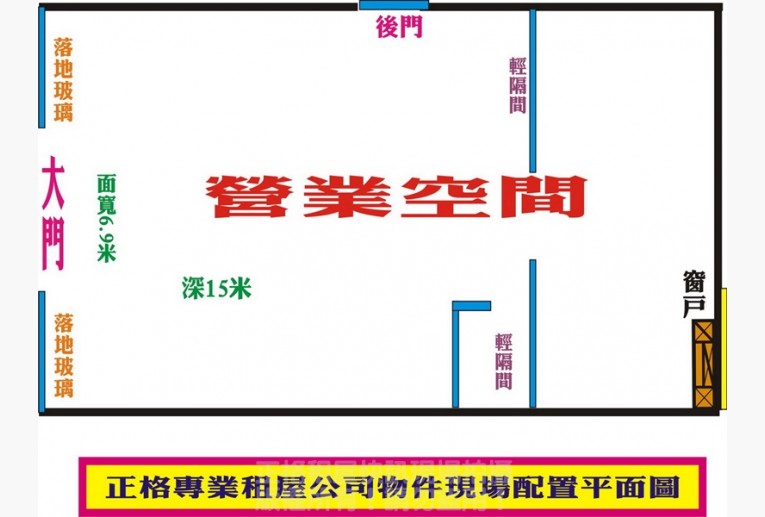 後門
落地玻璃
輕隔間
大門
面寬6.9米
營業空間
深15米
窗戶
落地玻璃
輕隔間
正格專業租屋公司物件現場配置平面圖